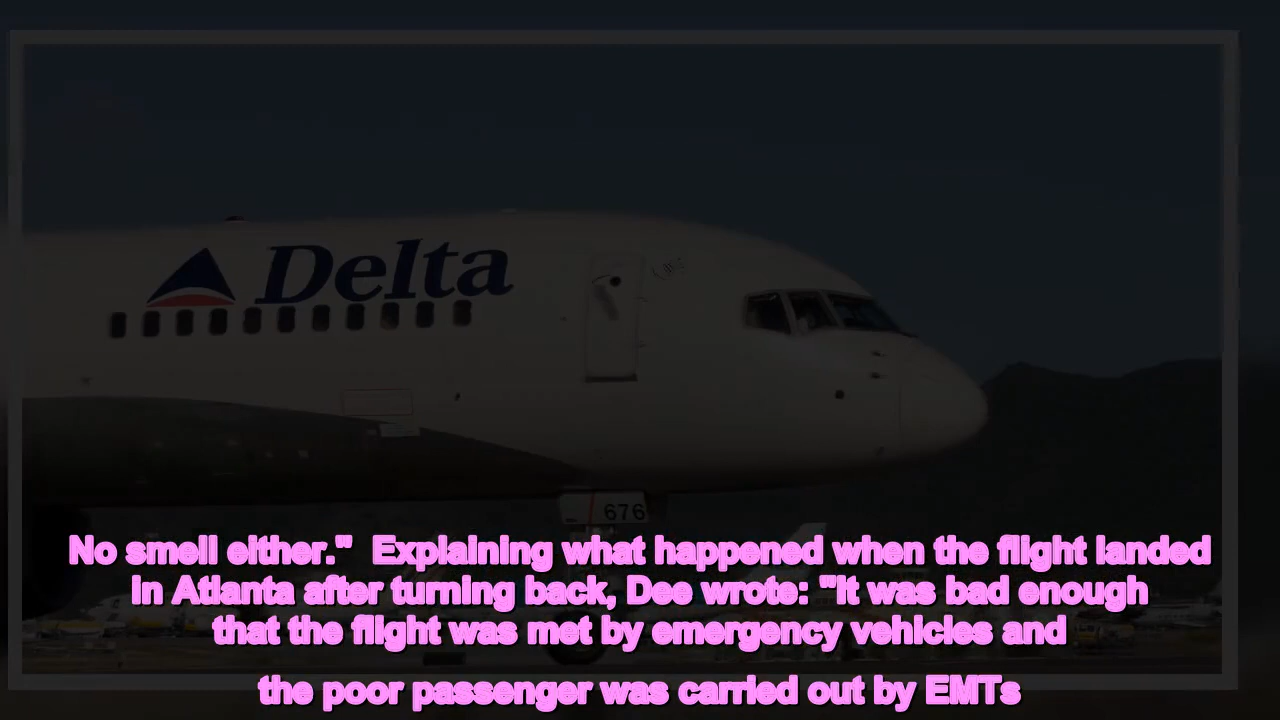 Delta
676
No smell either."  Explaining what happened when the flight landed
in Atlanta after turning back, Dee wrote: "It was bad enough
that the flight was met by emergency vehicles and
the poor passenger was carried out by EMTs